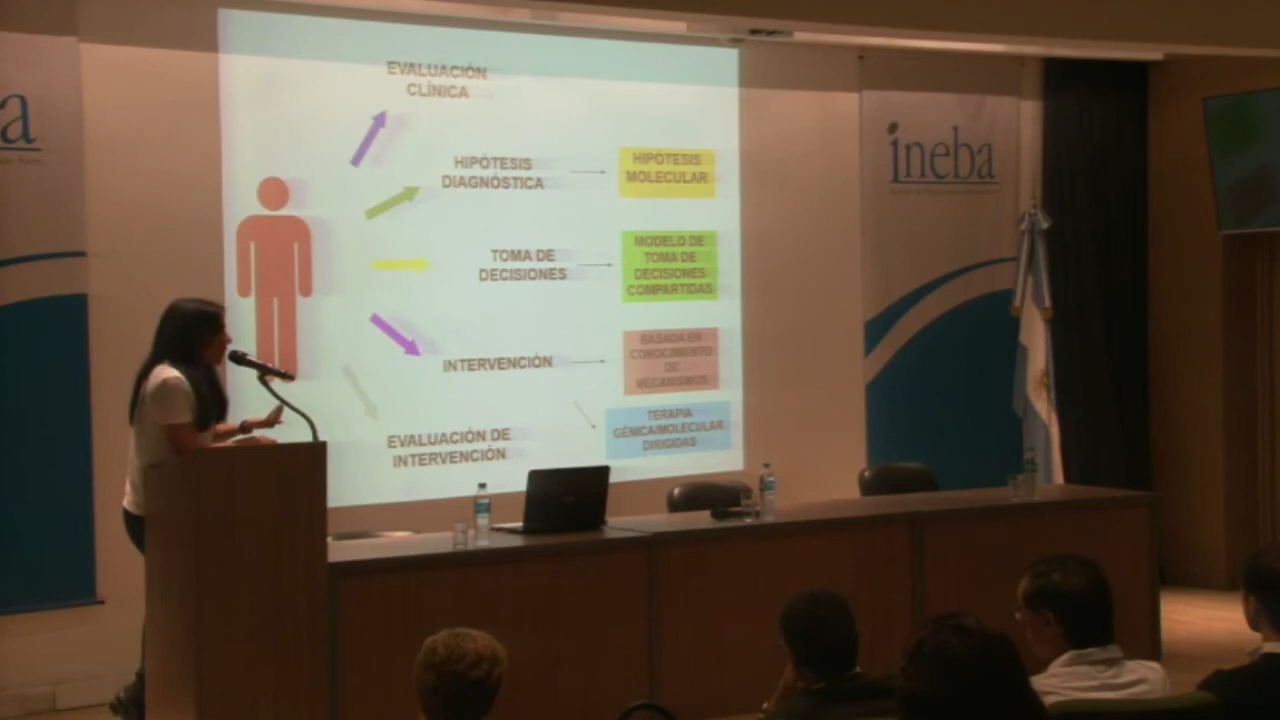 a
EVALUACIÓN
CLÍNICA
HIPÓTESIS
DIAGNÓSTICA
HIPÓTESIS
MOLECULAR
TOMA DE
DECISIONES
MODELO DE
TOMA DE
DECISIONES
COMPARTIDAS
INTERVENCIÓN
BASADA EN
CONOCIMIENTO
DE
MECANISMOS
EVALUACIÓN DE
INTERVENCIÓN
TERAPIA
GÉNICA/MOLECULAR
DIRIGIDAS
ineba